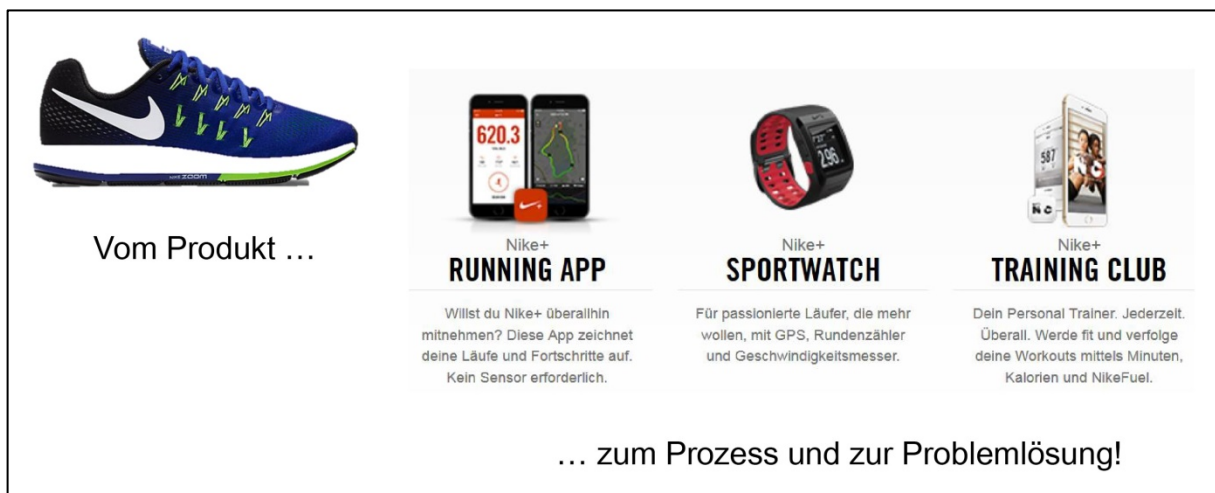 ZOOM
Vom Produkt …
620.3
Nike+
RUNNING APP
Willst du Nike+ überallhin
mitnehmen? Diese App zeichnet
deine Läufe und Fortschritte auf.
Kein Sensor erforderlich.
296
Nike+
SPORTWATCH
Für passionierte Läufer, die mehr
wollen, mit GPS, Rundenzähler
und Geschwindigkeitsmesser.
587
Nike+
TRAINING CLUB
Dein Personal Trainer. Jederzeit.
Überall. Werde fit und verfolge
deine Workouts mittels Minuten,
Kalorien und NikeFuel.
… zum Prozess und zur Problemlösung!